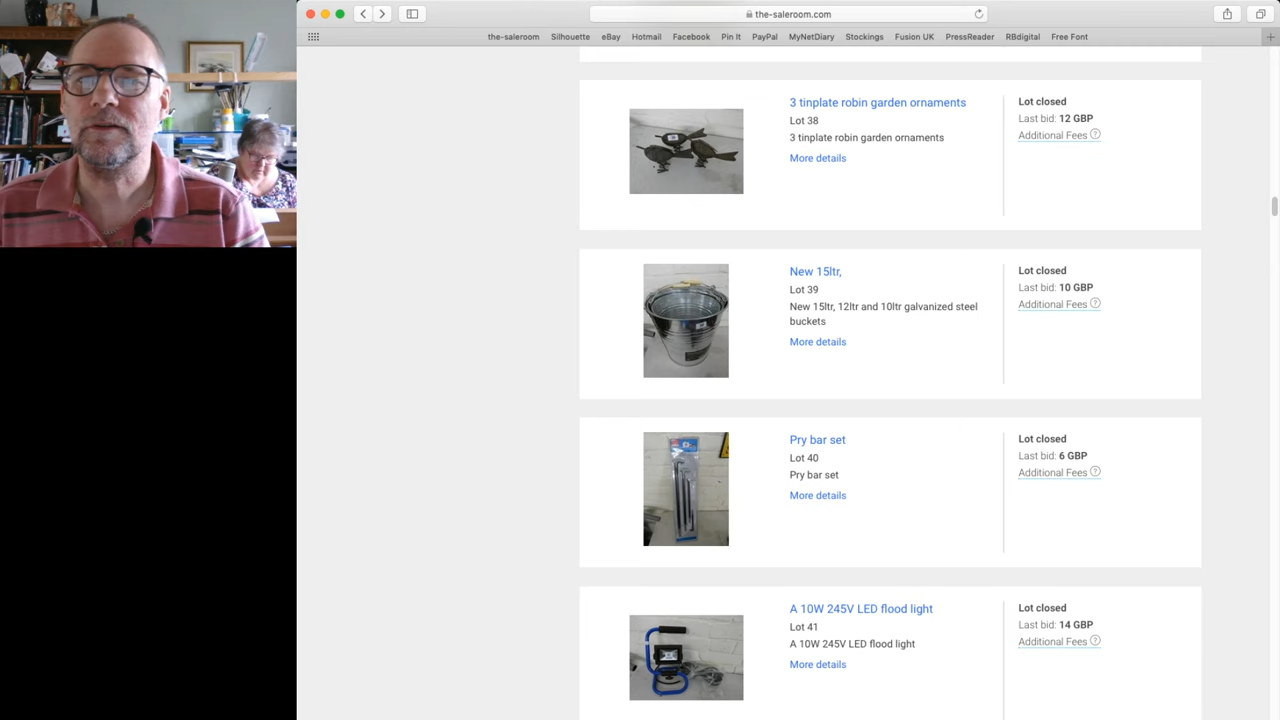 the-saleroom.com
the-saleroom Silhouette eBay Hotmail Facebook Pin It PayPal MyNetDiary Stockings Fusion UK PressReader RBdigital Free Font
3 tinplate robin garden ornaments
Lot 38
3 tinplate robin garden ornaments
More details
Lot closed
Last bid: 12 GBP
Additional Fees ?
New 15ltr,
Lot 39
New 15ltr, 12ltr and 10ltr galvanized steel
buckets
More details
Lot closed
Last bid: 10 GBP
Additional Fees ?
Pry bar set
Lot 40
Pry bar set
More details
Lot closed
Last bid: 6 GBP
Additional Fees ?
A 10W 245V LED flood light
Lot 41
A 10W 245V LED flood light
More details
Lot closed
Last bid: 14 GBP
Additional Fees ?